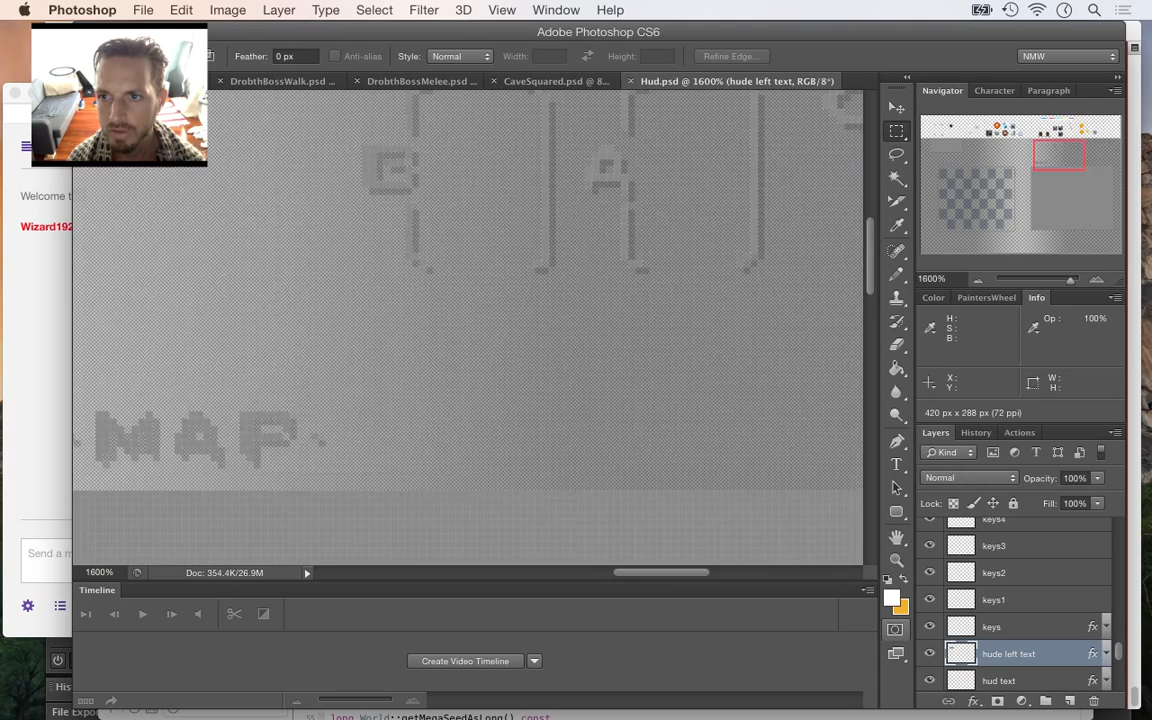 Photoshop File Edit Image Layer Type Select Filter 3D View Window Help
Adobe Photoshop CS6
Feather: 0 px Anti-alias Style: Normal Width: Height: Refine Edge... NMW
DrobthBossWalk.psd ... DrobthBossMelee.psd ... CaveSquared.psd @ 8... Hud.psd @ 1600% (hude left text, RGB/8*)
Navigator Character Paragraph
Welcome t
Wizard192
E A
MAP
1600%
Color PaintersWheel Info
H:
S:
B:
Op: 100%
X:
Y:
W:
H:
420 px x 288 px (72 ppi)
Layers History Actions
Kind
Normal Opacity: 100%
Lock: Fill: 100%
keys4
keys3
keys2
keys1
keys fx
hude left text fx
hud text fx
Send a m
1600% Doc: 354.4K/26.9M
Timeline
Create Video Timeline
His
File Expo
55 long World::getMegaSeedAsLong() const